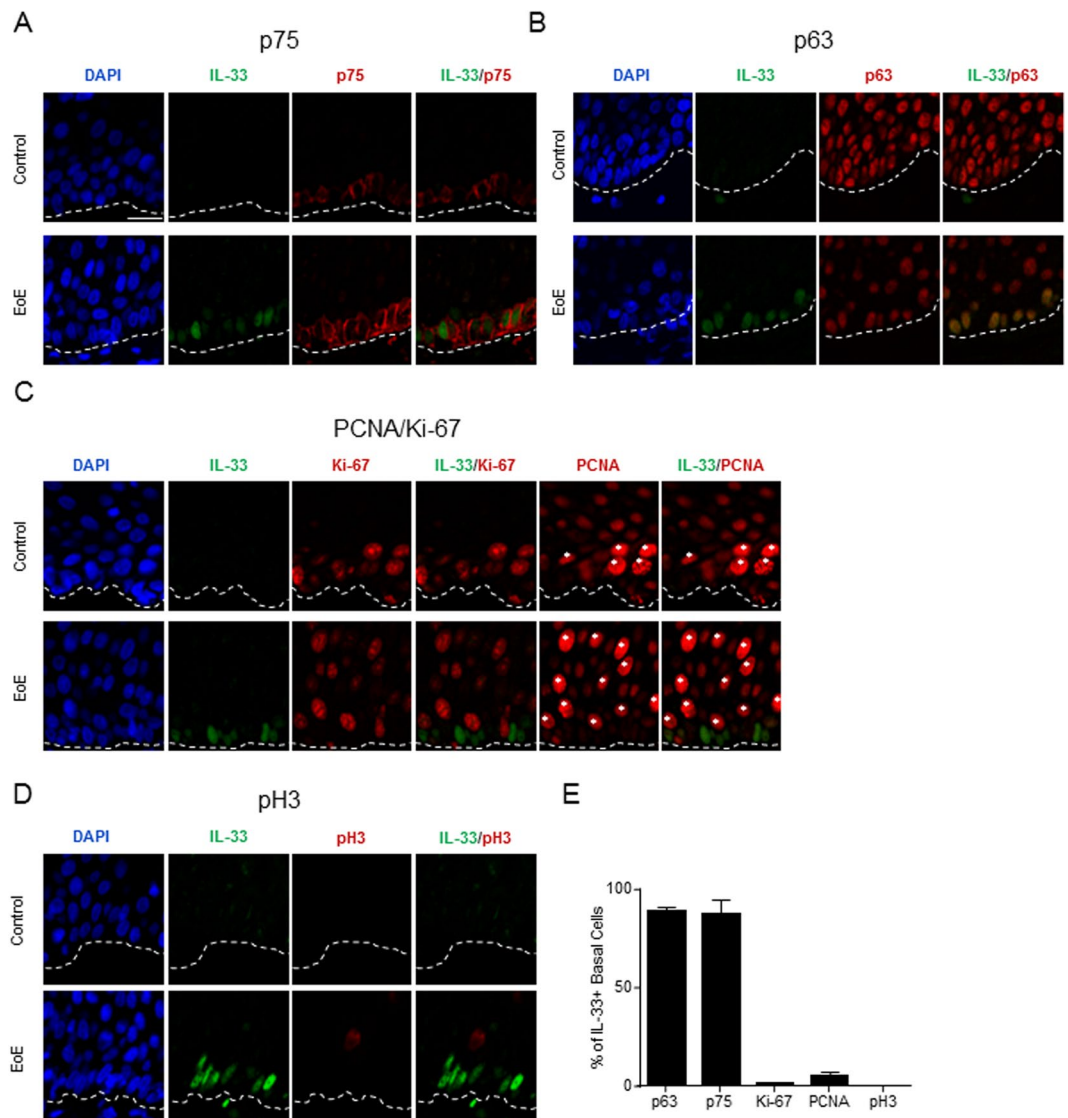 A
p75
DAPI IL-33 p75 IL-33/p75
Control
EoE
B
p63
DAPI IL-33 p63 IL-33/p63
Control
EoE
C
PCNA/Ki-67
DAPI IL-33 Ki-67 IL-33/Ki-67 PCNA IL-33/PCNA
Control
EoE
D
pH3
DAPI IL-33 pH3 IL-33/pH3
Control
EoE
E
% of IL-33+ Basal Cells
100
50
0
p63 p75 Ki-67 PCNA pH3